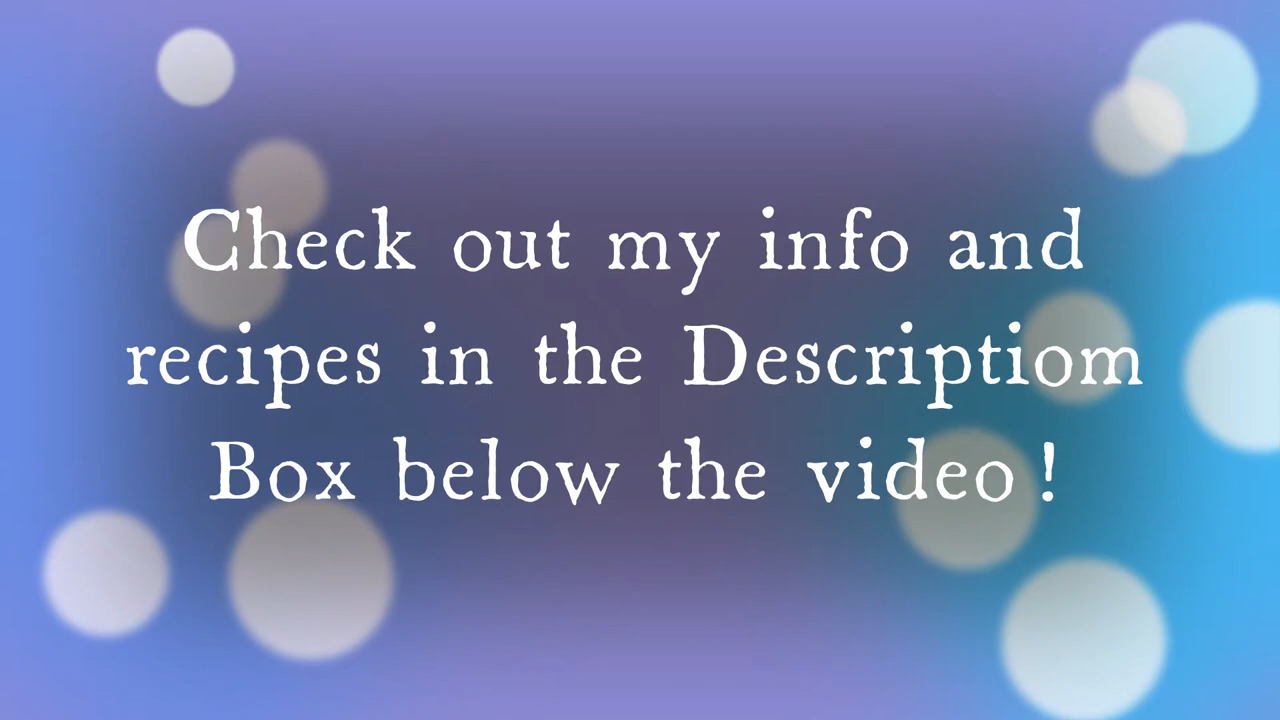 Check out my info and
recipes in the Descriptiom
Box below the video !